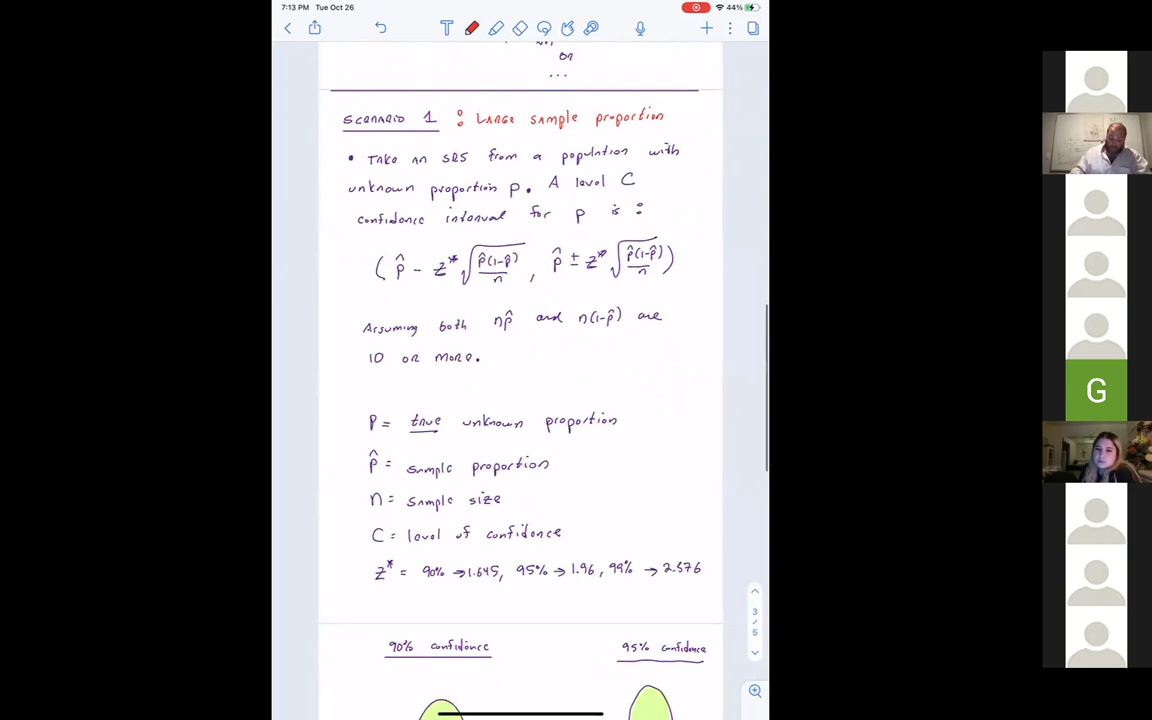 7:13 PM Tue Oct 26
44%
T
or
...
SCENARIO 1 : LARGE sample proportion
• TAKE AN SRS from a population with
unknown proportion p. A level C
confidence interval for p is :
( p̂ - z* √(p̂(1-p̂)/n) , p̂ ± z* √(p̂(1-p̂)/n) )
Assuming both np̂ and n(1-p̂) are
10 or more.
P = true unknown proportion
p̂ = sample proportion
n = sample size
C = level of confidence
z* = 90% → 1.645, 95% → 1.96, 99% → 2.576
3
/
5
90% confidence
95% confidence
G